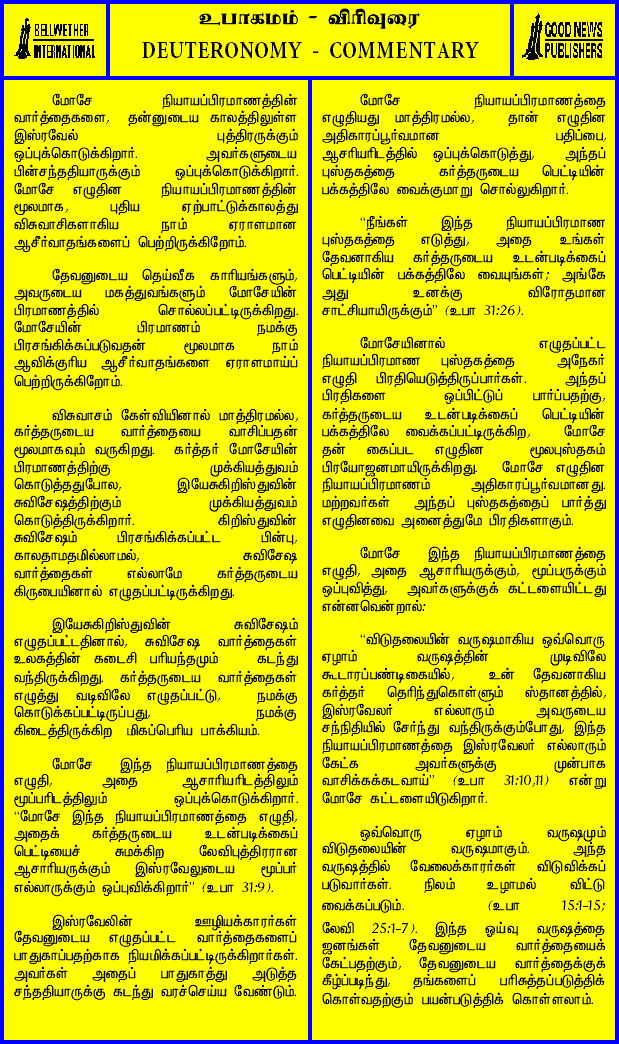 BELLWETHER
INTERNATIONAL
உபாகமம் - விரிவுரை
DEUTERONOMY - COMMENTARY
GOOD NEWS
PUBLISHERS
மோசே நியாயப்பிரமாணத்தின்
வார்த்தைகளை, தன்னுடைய காலத்திலுள்ள
இஸ்ரவேல் புத்திரருக்கும்
ஒப்புக்கொடுக்கிறார். அவர்களுடைய
பின்சந்ததியாருக்கும் ஒப்புக்கொடுக்கிறார்.
மோசே எழுதின நியாயப்பிரமாணத்தின்
மூலமாக, புதிய ஏற்பாட்டுக்காலத்து
விசுவாசிகளாகிய நாம் ஏராளமான
ஆசீர்வாதங்களைப் பெற்றிருக்கிறோம்.
தேவனுடைய தெய்வீக காரியங்களும்,
அவருடைய மகத்துவங்களும் மோசேயின்
பிரமாணத்தில் சொல்லப்பட்டிருக்கிறது.
மோசேயின் பிரமாணம் நமக்கு
பிரசங்கிக்கப்படுவதன் மூலமாக நாம்
ஆவிக்குரிய ஆசீர்வாதங்களை ஏராளமாய்ப்
பெற்றிருக்கிறோம்.
விசுவாசம் கேள்வியினால் மாத்திரமல்ல,
கர்த்தருடைய வார்த்தையை வாசிப்பதன்
மூலமாகவும் வருகிறது. கர்த்தர் மோசேயின்
பிரமாணத்திற்கு முக்கியத்துவம்
கொடுத்ததுபோல, இயேசுகிறிஸ்துவின்
சுவிசேஷத்திற்கும் முக்கியத்துவம்
கொடுத்திருக்கிறார். கிறிஸ்துவின்
சுவிசேஷம் பிரசங்கிக்கப்பட்ட பின்பு,
காலதாமதமில்லாமல், சுவிசேஷ
வார்த்தைகள் எல்லாமே கர்த்தருடைய
கிருபையினால் எழுதப்பட்டிருக்கிறது.
இயேசுகிறிஸ்துவின் சுவிசேஷம்
எழுதப்பட்டதினால், சுவிசேஷ வார்த்தைகள்
உலகத்தின் கடைசி பரியந்தமும் கடந்து
வந்திருக்கிறது. கர்த்தருடைய வார்த்தைகள்
எழுத்து வடிவிலே எழுதப்பட்டு, நமக்கு
கொடுக்கப்பட்டிருப்பது, நமக்கு
கிடைத்திருக்கிற மிகப்பெரிய பாக்கியம்.
மோசே இந்த நியாயப்பிரமாணத்தை
எழுதி, அதை ஆசாரியரிடத்திலும்
மூப்பரிடத்திலும் ஒப்புக்கொடுக்கிறார்.
“மோசே இந்த நியாயப்பிரமாணத்தை எழுதி,
அதைக் கர்த்தருடைய உடன்படிக்கைப்
பெட்டியைச் சுமக்கிற லேவிபுத்திரரான
ஆசாரியருக்கும் இஸ்ரவேலுடைய மூப்பர்
எல்லாருக்கும் ஒப்புவிக்கிறார்” (உபா 31:9).
இஸ்ரவேலின் ஊழியக்காரர்கள்
தேவனுடைய எழுதப்பட்ட வார்த்தைகளைப்
பாதுகாப்பதற்காக நியமிக்கப்பட்டிருக்கிறார்கள்.
அவர்கள் அதைப் பாதுகாத்து அடுத்த
சந்ததியாருக்கு கடந்து வரச்செய்ய வேண்டும்.
மோசே நியாயப்பிரமாணத்தை
எழுதியது மாத்திரமல்ல, தான் எழுதின
அதிகாரப்பூர்வமான பதிப்பை,
ஆசாரியரிடத்தில் ஒப்புக்கொடுத்து, அந்தப்
புஸ்தகத்தை கர்த்தருடைய பெட்டியின்
பக்கத்திலே வைக்குமாறு சொல்லுகிறார்.
“நீங்கள் இந்த நியாயப்பிரமாண
புஸ்தகத்தை எடுத்து, அதை உங்கள்
தேவனாகிய கர்த்தருடைய உடன்படிக்கைப்
பெட்டியின் பக்கத்திலே வையுங்கள்; அங்கே
அது உனக்கு விரோதமான
சாட்சியாயிருக்கும்” (உபா 31:26).
மோசேயினால் எழுதப்பட்ட
நியாயப்பிரமாண புஸ்தகத்தை அநேகர்
எழுதி பிரதியெடுத்திருப்பார்கள். அந்தப்
பிரதிகளை ஒப்பிட்டுப் பார்ப்பதற்கு,
கர்த்தருடைய உடன்படிக்கைப் பெட்டியின்
பக்கத்திலே வைக்கப்பட்டிருக்கிற, மோசே
தன் கைப்பட எழுதின மூலபுஸ்தகம்
பிரயோஜனமாயிருக்கிறது. மோசே எழுதின
நியாயப்பிரமாணம் அதிகாரப்பூர்வமானது.
மற்றவர்கள் அந்தப் புஸ்தகத்தைப் பார்த்து
எழுதினவை அனைத்துமே பிரதிகளாகும்.
மோசே இந்த நியாயப்பிரமாணத்தை
எழுதி, அதை ஆசாரியருக்கும், மூப்பருக்கும்
ஒப்புவித்து, அவர்களுக்குக் கட்டளையிட்டது
என்னவென்றால்:
“விடுதலையின் வருஷமாகிய ஒவ்வொரு
ஏழாம் வருஷத்தின் முடிவிலே
கூடாரப்பண்டிகையில், உன் தேவனாகிய
கர்த்தர் தெரிந்துகொள்ளும் ஸ்தானத்தில்,
இஸ்ரவேலர் எல்லாரும் அவருடைய
சந்நிதியில் சேர்ந்து வந்திருக்கும்போது, இந்த
நியாயப்பிரமாணத்தை இஸ்ரவேலர் எல்லாரும்
கேட்க அவர்களுக்கு முன்பாக
வாசிக்கக்கடவாய்” (உபா 31:10,11) என்று
மோசே கட்டளையிடுகிறார்.
ஒவ்வொரு ஏழாம் வருஷமும்
விடுதலையின் வருஷமாகும். அந்த
வருஷத்தில் வேலைக்காரர்கள் விடுவிக்கப்
படுவார்கள். நிலம் உழாமல் விட்டு
வைக்கப்படும். (உபா 15:1-15;
லேவி 25:1-7). இந்த ஓய்வு வருஷத்தை
ஜனங்கள் தேவனுடைய வார்த்தையைக்
கேட்பதற்கும், தேவனுடைய வார்த்தைக்குக்
கீழ்ப்படிந்து, தங்களைப் பரிசுத்தப்படுத்திக்
கொள்வதற்கும் பயன்படுத்திக் கொள்ளலாம்.